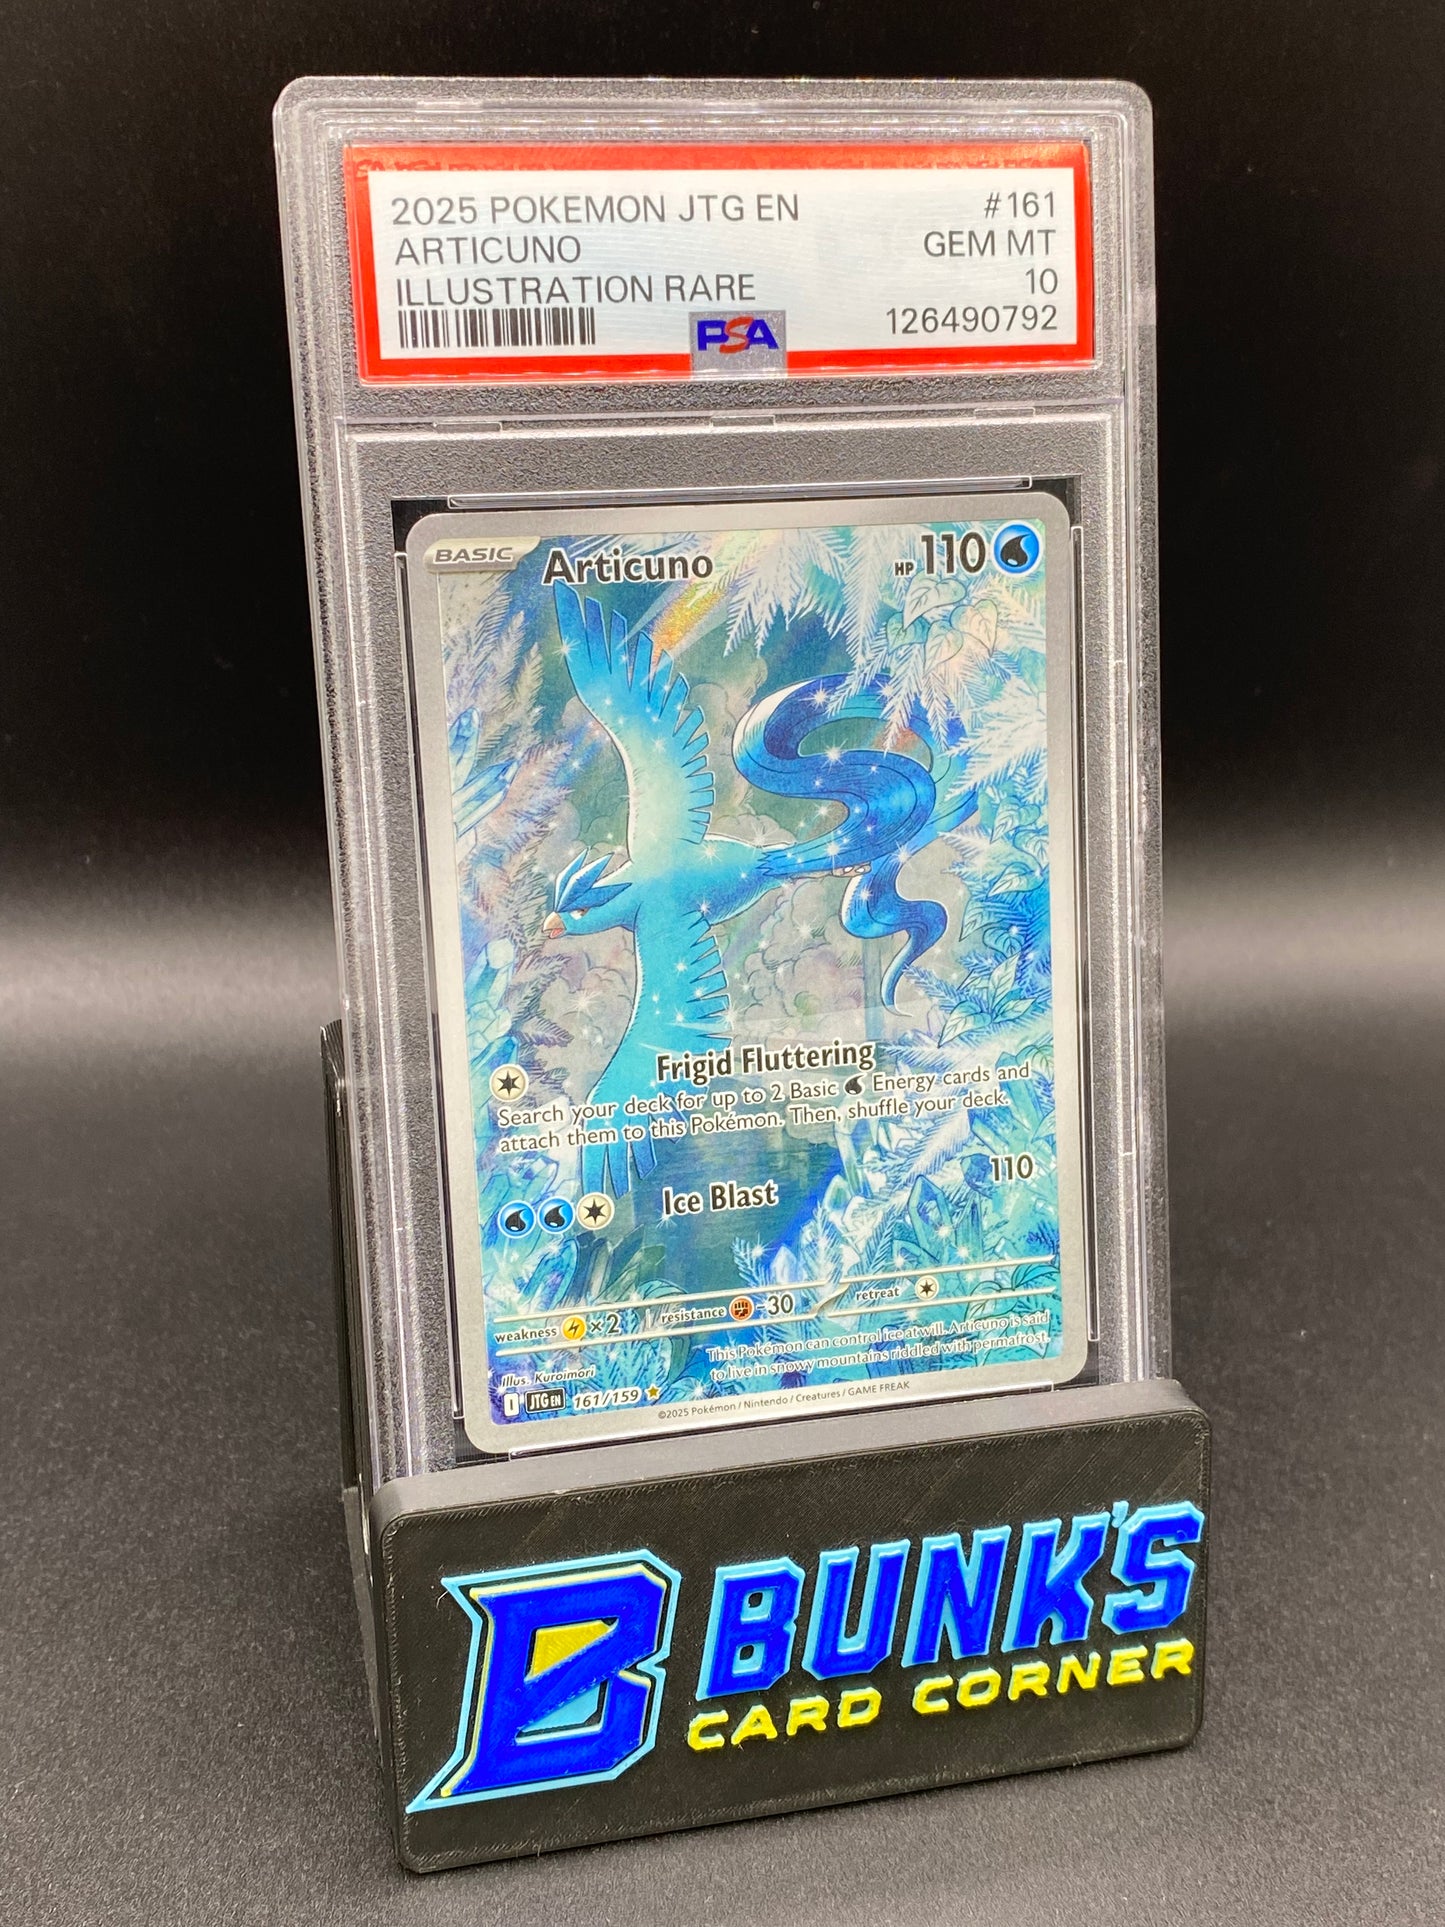 2025 POKEMON JTG EN #161
ARTICUNO GEM MT
ILLUSTRATION RARE 10
PSA 126490792
BASIC Articuno HP 110
Frigid Fluttering
Search your deck for up to 2 Basic Energy cards and
attach them to this Pokémon. Then, shuffle your deck.
Ice Blast 110
weakness ×2 resistance -30 retreat
This Pokémon can control ice at will. Articuno is said
to live in snowy mountains riddled with permafrost.
Illus. Kuroimori
I JTG EN 161/159
©2025 Pokémon / Nintendo / Creatures / GAME FREAK
B BUNK'S
CARD CORNER